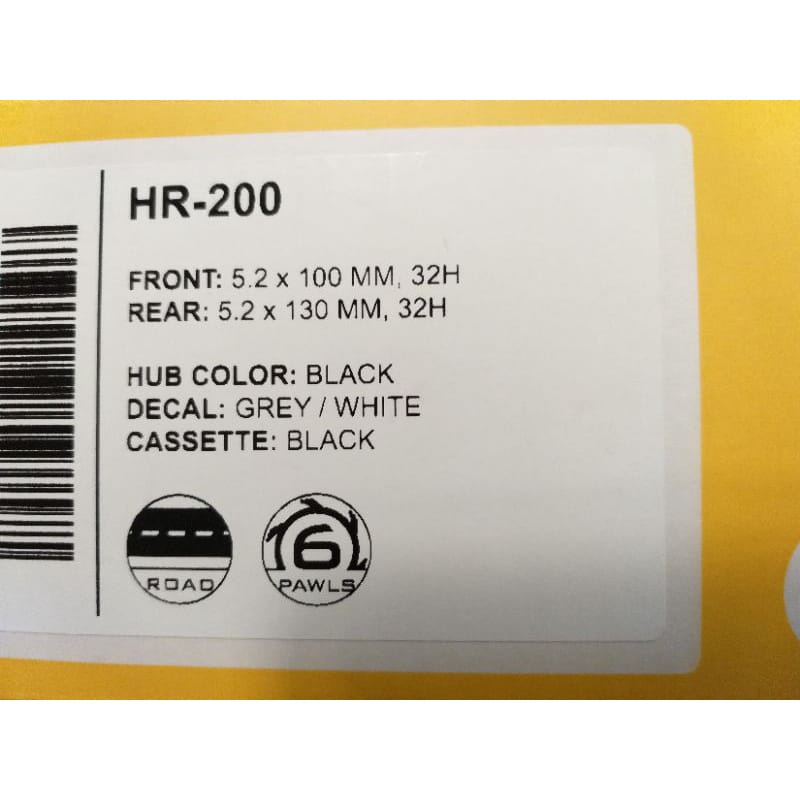 HR-200
FRONT: 5.2 x 100 MM, 32H
REAR: 5.2 x 130 MM, 32H
HUB COLOR: BLACK
DECAL: GREY / WHITE
CASSETTE: BLACK
ROAD
6
PAWLS